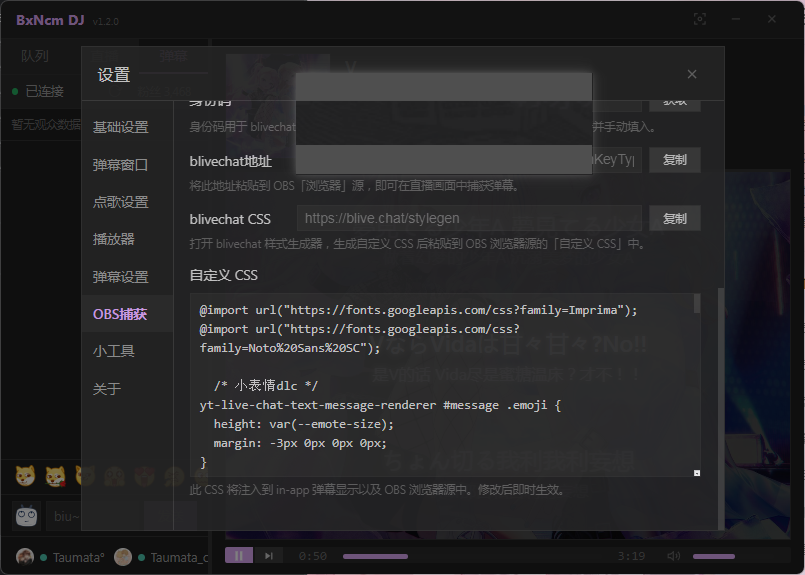 BxNcm DJ v1.2.0
队列
弹幕
已连接
暂无观众数据
设置
基础设置
弹幕窗口
点歌设置
播放器
弹幕设置
OBS捕获
小工具
关于
身份码
获取
身份码用于 blivechat
并手动填入。
blivechat地址
KeyTyp
复制
将此地址粘贴到 OBS「浏览器」源，即可在直播画面中捕获弹幕。
blivechat CSS
https://blive.chat/stylegen
复制
打开 blivechat 样式生成器，生成自定义 CSS 后粘贴到 OBS 浏览器源的「自定义 CSS」中。
自定义 CSS
@import url("https://fonts.googleapis.com/css?family=Imprima");
@import url("https://fonts.googleapis.com/css?
family=Noto%20Sans%20SC");
/* 小表情dlc */
yt-live-chat-text-message-renderer #message .emoji {
height: var(--emote-size);
margin: -3px 0px 0px 0px;
}
此 CSS 将注入到 in-app 弹幕显示以及 OBS 浏览器源中。修改后即时生效。
biu~
Taumata°
Taumata_c
0:50
3:19